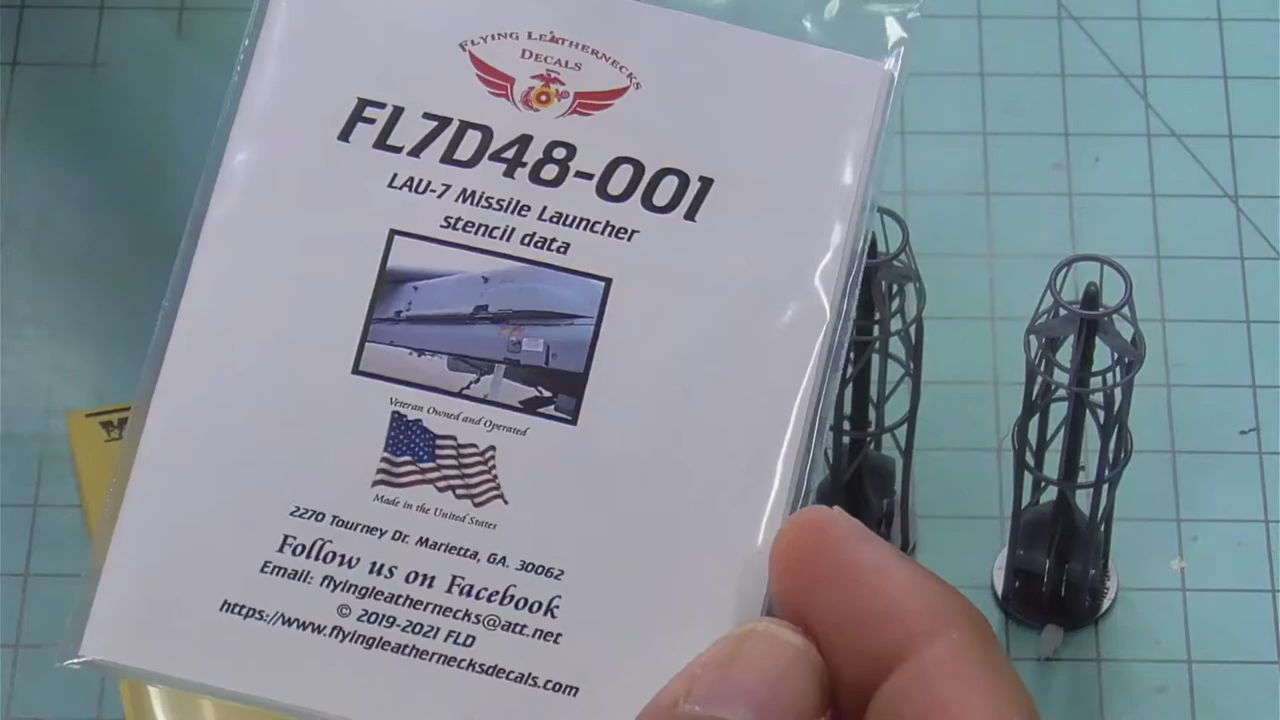 FLYING LEATHERNECKS
DECALS
FL7D48-001
LAU-7 Missile Launcher
stencil data
Veteran Owned and Operated
Made in the United States
2270 Tourney Dr. Marietta, GA. 30062
Follow us on Facebook
Email: flyingleathernecks@att.net
© 2019-2021 FLD
https://www.flyingleathernecksdecals.com